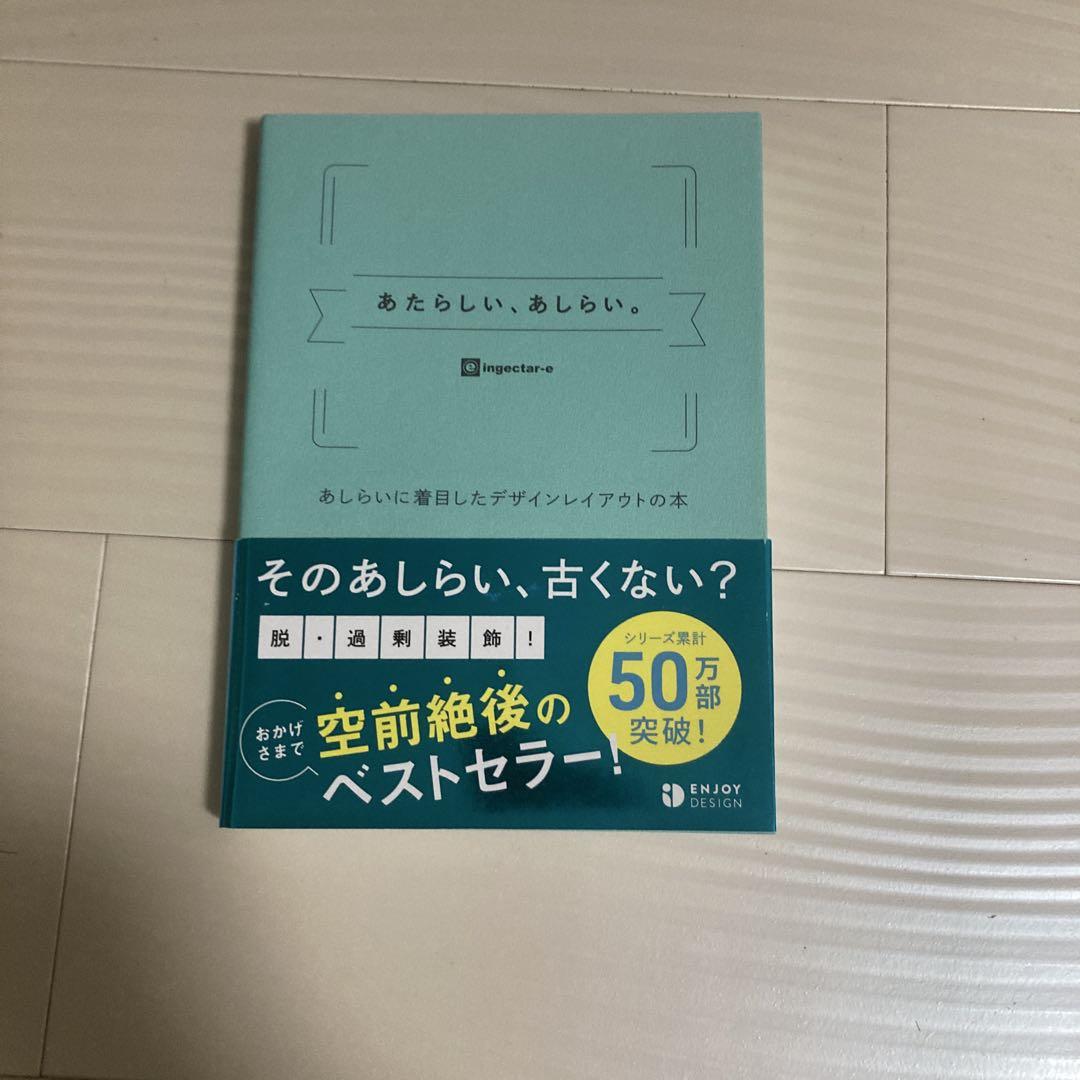 あたらしい、あしらい。
ingectar-e
あしらいに着目したデザインレイアウトの本
そのあしらい、古くない？
脱・過剰装飾！
シリーズ累計
50万部
突破！
おかげ
さまで
空前絶後の
ベストセラー！
ENJOY
DESIGN